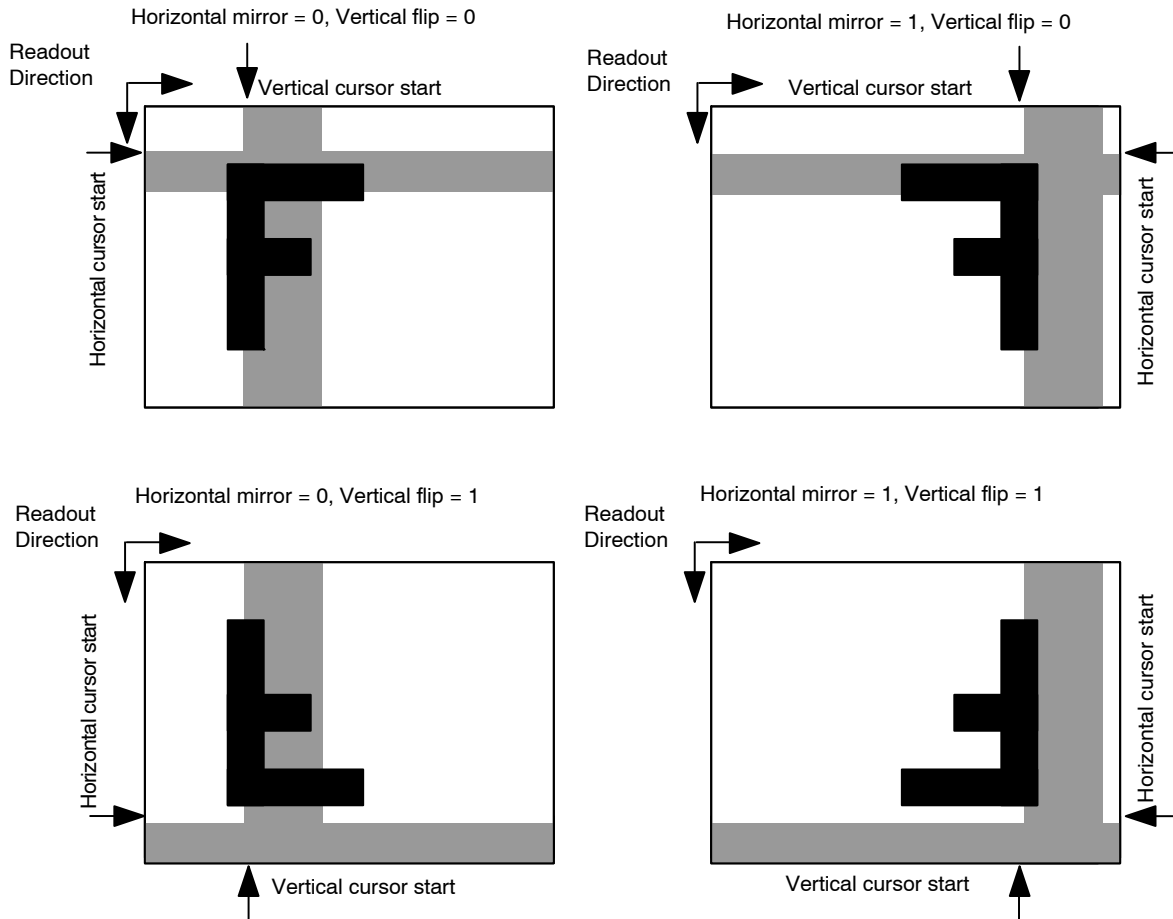 Horizontal mirror = 0, Vertical flip = 0
Readout
Direction
Vertical cursor start
Horizontal cursor start
Horizontal mirror = 1, Vertical flip = 0
Readout
Direction
Vertical cursor start
Horizontal cursor start
Horizontal mirror = 0, Vertical flip = 1
Readout
Direction
Horizontal cursor start
Vertical cursor start
Horizontal mirror = 1, Vertical flip = 1
Readout
Direction
Horizontal cursor start
Vertical cursor start